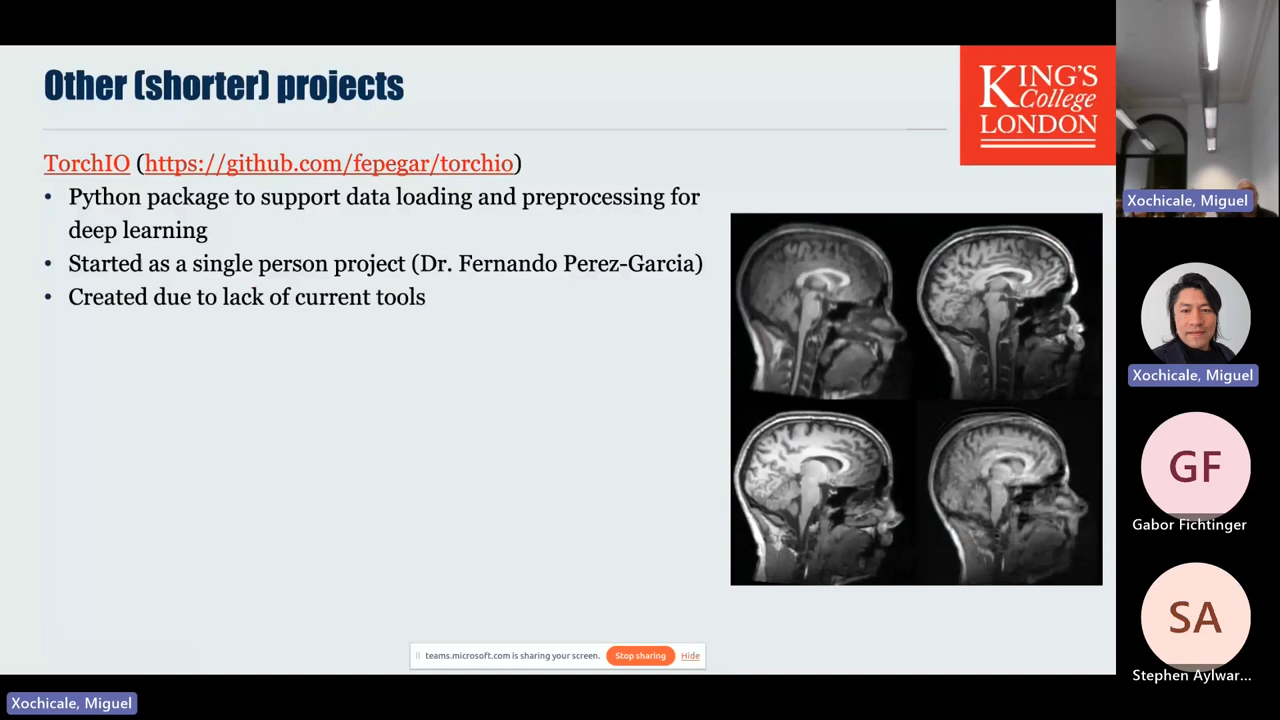 Other (shorter) projects
KING'S
College
LONDON
TorchIO (https://github.com/fepegar/torchio)
• Python package to support data loading and preprocessing for
deep learning
• Started as a single person project (Dr. Fernando Perez-Garcia)
• Created due to lack of current tools
teams.microsoft.com is sharing your screen. Stop sharing Hide
Xochicale, Miguel
Xochicale, Miguel
Xochicale, Miguel
GF
Gabor Fichtinger
SA
Stephen Aylwar...